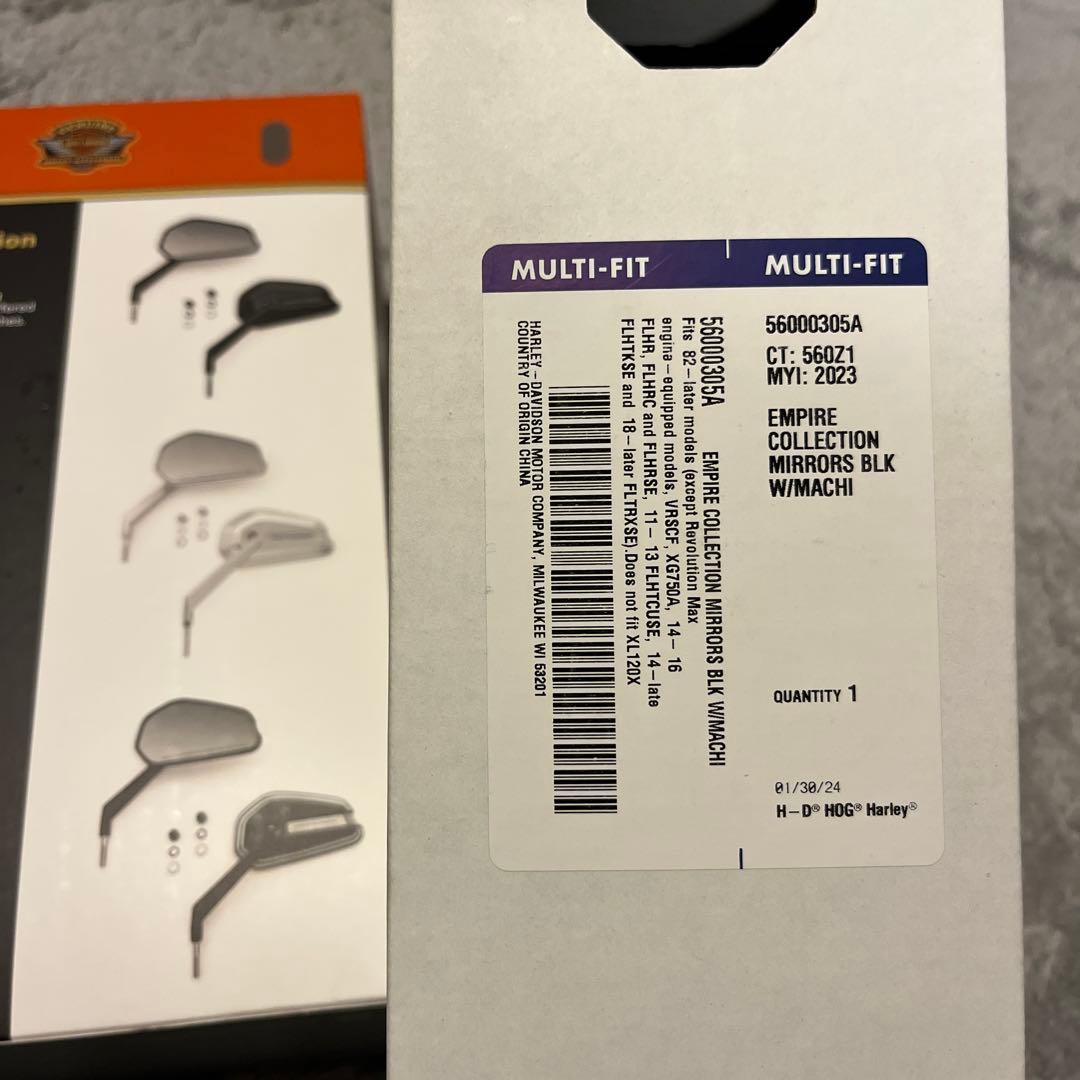 ion
MULTI-FIT
MULTI-FIT
56000305A
CT: 560Z1
MYI: 2023
EMPIRE
COLLECTION
MIRRORS BLK
W/MACHI
QUANTITY 1
01/30/24
H-D® HOG® Harley®
56000305A EMPIRE COLLECTION MIRRORS BLK W/MACHI
Fits 82-later models (except Revolution Max
engine-equipped models, VRSCF, XG750A, 14-16
FLHR, FLHRC and FLHRSE, 11-13 FLHTCUSE, 14-late
FLHTKSE and 18-later FLTRXSE).Does not fit XL120X
HARLEY-DAVIDSON MOTOR COMPANY, MILWAUKEE WI 53201
COUNTRY OF ORIGIN CHINA